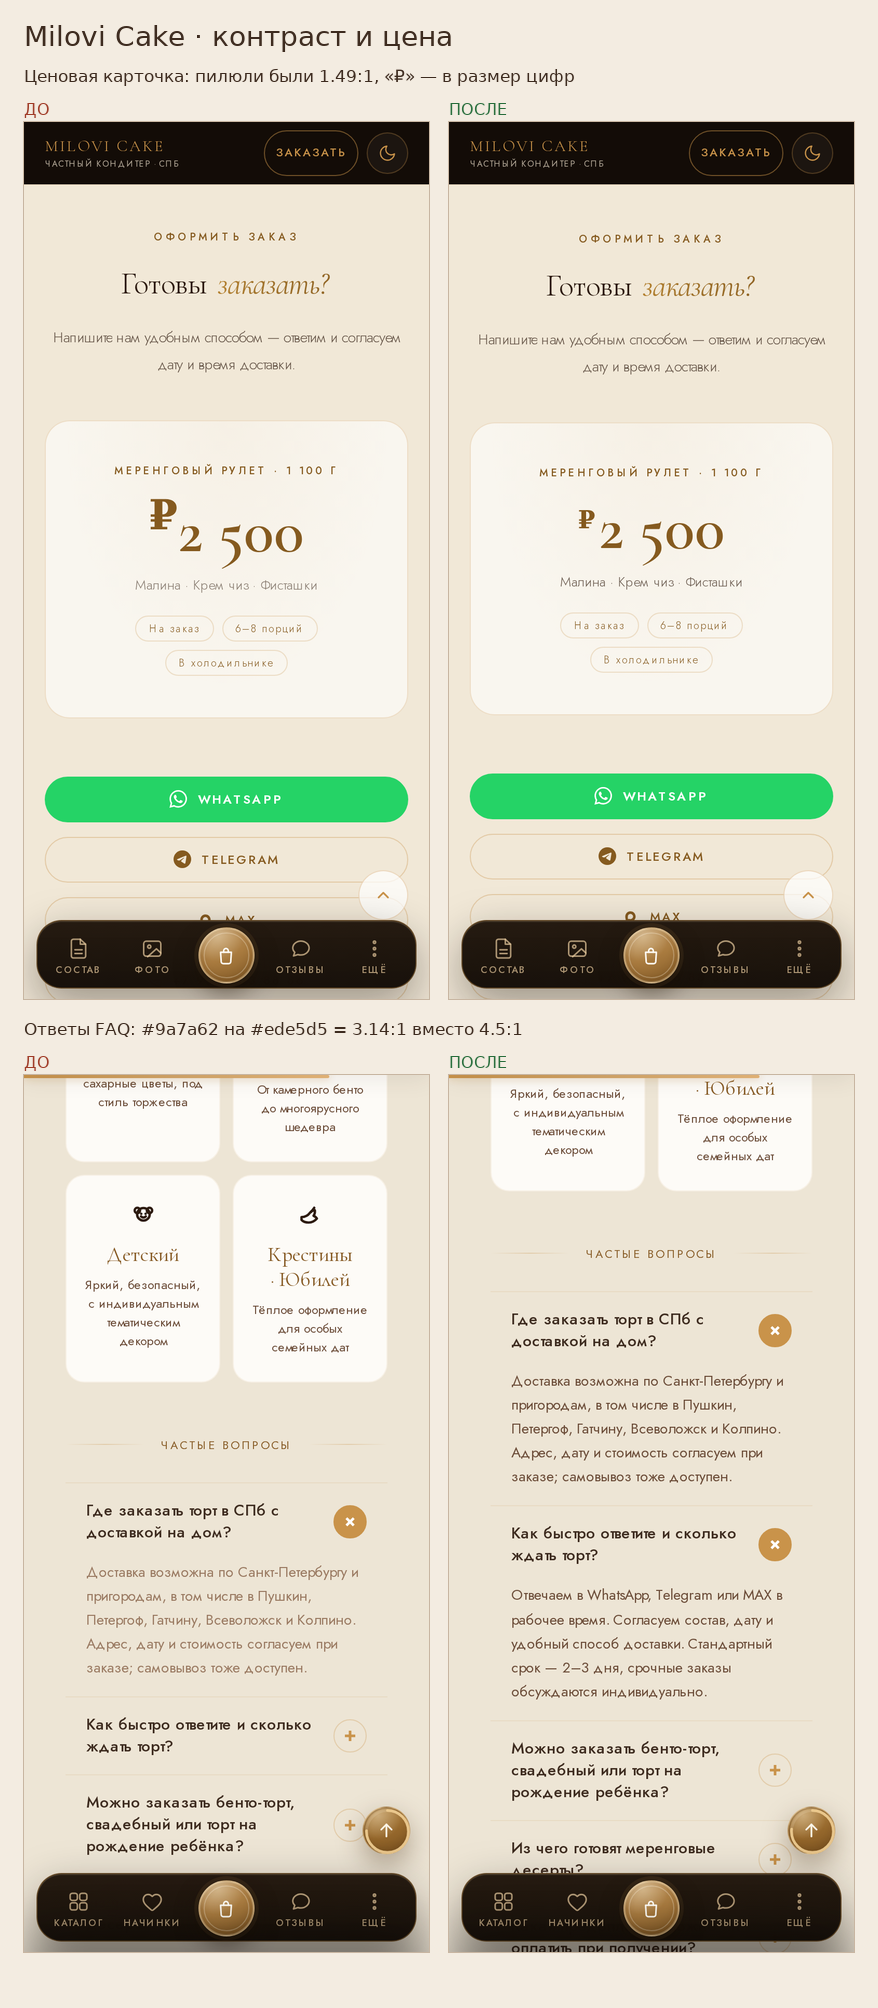 Milovi Cake · контраст и цена
Ценовая карточка: пилюли были 1.49:1, «₽» — в размер цифр
ДО
MILOVI CAKE
ЧАСТНЫЙ КОНДИТЕР · СПБ
ЗАКАЗАТЬ
ОФОРМИТЬ ЗАКАЗ
Готовы заказать?
Напишите нам удобным способом — ответим и согласуем
дату и время доставки.
МЕРЕНГОВЫЙ РУЛЕТ · 1 100 Г
₽2 500
Малина · Крем чиз · Фисташки
На заказ
6–8 порций
В холодильнике
WHATSAPP
TELEGRAM
MAX
СОСТАВ
ФОТО
ОТЗЫВЫ
ЕЩЁ
ПОСЛЕ
MILOVI CAKE
ЧАСТНЫЙ КОНДИТЕР · СПБ
ЗАКАЗАТЬ
ОФОРМИТЬ ЗАКАЗ
Готовы заказать?
Напишите нам удобным способом — ответим и согласуем
дату и время доставки.
МЕРЕНГОВЫЙ РУЛЕТ · 1 100 Г
₽2 500
Малина · Крем чиз · Фисташки
На заказ
6–8 порций
В холодильнике
WHATSAPP
TELEGRAM
MAX
СОСТАВ
ФОТО
ОТЗЫВЫ
ЕЩЁ
Ответы FAQ: #9a7a62 на #ede5d5 = 3.14:1 вместо 4.5:1
ДО
сахарные цветы, под
стиль торжества
От камерного бенто
до многоярусного
шедевра
Детский
Яркий, безопасный,
с индивидуальным
тематическим
декором
Крестины
· Юбилей
Тёплое оформление
для особых
семейных дат
ЧАСТЫЕ ВОПРОСЫ
Где заказать торт в СПб с
доставкой на дом?
Доставка возможна по Санкт-Петербургу и
пригородам, в том числе в Пушкин,
Петергоф, Гатчину, Всеволожск и Колпино.
Адрес, дату и стоимость согласуем при
заказе; самовывоз тоже доступен.
Как быстро ответите и сколько
ждать торт?
Можно заказать бенто-торт,
свадебный или торт на
рождение ребёнка?
КАТАЛОГ
НАЧИНКИ
ОТЗЫВЫ
ЕЩЁ
ПОСЛЕ
Яркий, безопасный,
с индивидуальным
тематическим
декором
· Юбилей
Тёплое оформление
для особых
семейных дат
ЧАСТЫЕ ВОПРОСЫ
Где заказать торт в СПб с
доставкой на дом?
Доставка возможна по Санкт-Петербургу и
пригородам, в том числе в Пушкин,
Петергоф, Гатчину, Всеволожск и Колпино.
Адрес, дату и стоимость согласуем при
заказе; самовывоз тоже доступен.
Как быстро ответите и сколько
ждать торт?
Отвечаем в WhatsApp, Telegram или MAX в
рабочее время. Согласуем состав, дату и
удобный способ доставки. Стандартный
срок — 2–3 дня, срочные заказы
обсуждаются индивидуально.
Можно заказать бенто-торт,
свадебный или торт на
рождение ребёнка?
Из чего готовят меренговые
десерты?
КАТАЛОГ
НАЧИНКИ
ОТЗЫВЫ
ЕЩЁ
оплатить при получении?